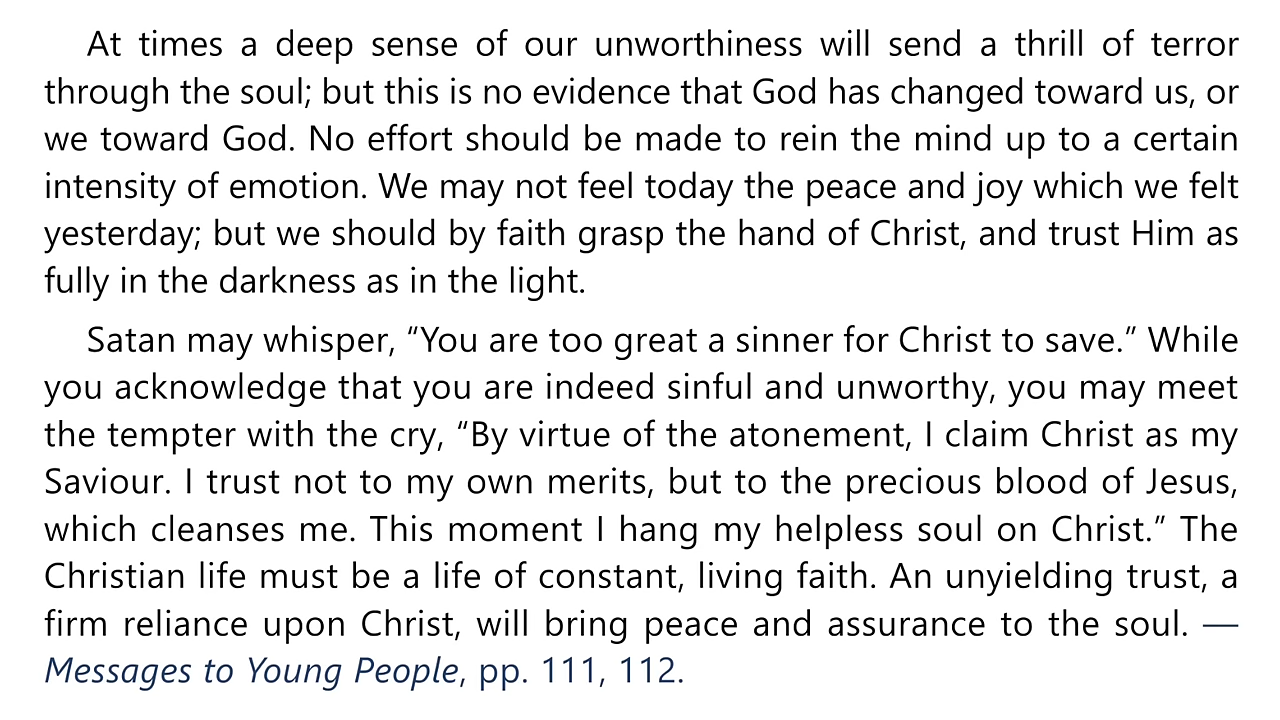 At times a deep sense of our unworthiness will send a thrill of terror
through the soul; but this is no evidence that God has changed toward us, or
we toward God. No effort should be made to rein the mind up to a certain
intensity of emotion. We may not feel today the peace and joy which we felt
yesterday; but we should by faith grasp the hand of Christ, and trust Him as
fully in the darkness as in the light.
Satan may whisper, “You are too great a sinner for Christ to save.” While
you acknowledge that you are indeed sinful and unworthy, you may meet
the tempter with the cry, “By virtue of the atonement, I claim Christ as my
Saviour. I trust not to my own merits, but to the precious blood of Jesus,
which cleanses me. This moment I hang my helpless soul on Christ.” The
Christian life must be a life of constant, living faith. An unyielding trust, a
firm reliance upon Christ, will bring peace and assurance to the soul. —
Messages to Young People, pp. 111, 112.